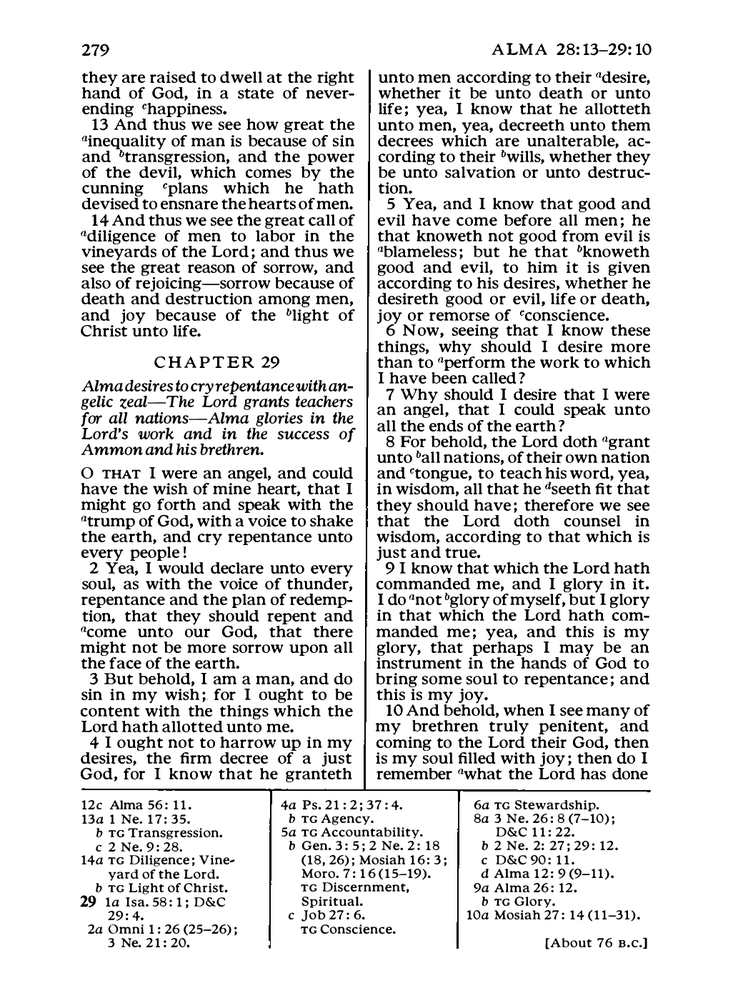 279
ALMA 28:13–29:10
they are raised to dwell at the right
hand of God, in a state of never-
ending ᶜhappiness.
13 And thus we see how great the
ᵃinequality of man is because of sin
and ᵇtransgression, and the power
of the devil, which comes by the
cunning ᶜplans which he hath
devised to ensnare the hearts of men.
14 And thus we see the great call of
ᵃdiligence of men to labor in the
vineyards of the Lord; and thus we
see the great reason of sorrow, and
also of rejoicing—sorrow because of
death and destruction among men,
and joy because of the ᵇlight of
Christ unto life.
CHAPTER 29
Alma desires to cry repentance with an-
gelic zeal—The Lord grants teachers
for all nations—Alma glories in the
Lord's work and in the success of
Ammon and his brethren.
O THAT I were an angel, and could
have the wish of mine heart, that I
might go forth and speak with the
ᵃtrump of God, with a voice to shake
the earth, and cry repentance unto
every people!
2 Yea, I would declare unto every
soul, as with the voice of thunder,
repentance and the plan of redemp-
tion, that they should repent and
ᵃcome unto our God, that there
might not be more sorrow upon all
the face of the earth.
3 But behold, I am a man, and do
sin in my wish; for I ought to be
content with the things which the
Lord hath allotted unto me.
4 I ought not to harrow up in my
desires, the firm decree of a just
God, for I know that he granteth
unto men according to their ᵃdesire,
whether it be unto death or unto
life; yea, I know that he allotteth
unto men, yea, decreeth unto them
decrees which are unalterable, ac-
cording to their ᵇwills, whether they
be unto salvation or unto destruc-
tion.
5 Yea, and I know that good and
evil have come before all men; he
that knoweth not good from evil is
ᵃblameless; but he that ᵇknoweth
good and evil, to him it is given
according to his desires, whether he
desireth good or evil, life or death,
joy or remorse of ᶜconscience.
6 Now, seeing that I know these
things, why should I desire more
than to ᵃperform the work to which
I have been called?
7 Why should I desire that I were
an angel, that I could speak unto
all the ends of the earth?
8 For behold, the Lord doth ᵃgrant
unto ᵇall nations, of their own nation
and ᶜtongue, to teach his word, yea,
in wisdom, all that he ᵈseeth fit that
they should have; therefore we see
that the Lord doth counsel in
wisdom, according to that which is
just and true.
9 I know that which the Lord hath
commanded me, and I glory in it.
I do ᵃnot ᵇglory of myself, but I glory
in that which the Lord hath com-
manded me; yea, and this is my
glory, that perhaps I may be an
instrument in the hands of God to
bring some soul to repentance; and
this is my joy.
10 And behold, when I see many of
my brethren truly penitent, and
coming to the Lord their God, then
is my soul filled with joy; then do I
remember ᵃwhat the Lord has done
12c Alma 56:11.
13a 1 Ne. 17:35.
b TG Transgression.
c 2 Ne. 9:28.
14a TG Diligence; Vine-
yard of the Lord.
b TG Light of Christ.
29 1a Isa. 58:1; D&C
29:4.
2a Omni 1:26 (25–26);
3 Ne. 21:20.
4a Ps. 21:2; 37:4.
b TG Agency.
5a TG Accountability.
b Gen. 3:5; 2 Ne. 2:18
(18, 26); Mosiah 16:3;
Moro. 7:16 (15–19).
TG Discernment,
Spiritual.
c Job 27:6.
TG Conscience.
6a TG Stewardship.
8a 3 Ne. 26:8 (7–10);
D&C 11:22.
b 2 Ne. 2:27; 29:12.
c D&C 90:11.
d Alma 12:9 (9–11).
9a Alma 26:12.
b TG Glory.
10a Mosiah 27:14 (11–31).
[About 76 B.C.]